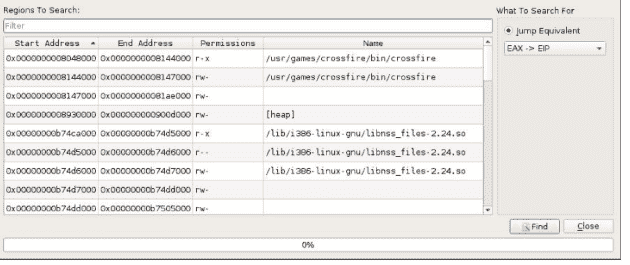 Regions To Search:
What To Search For
Filter
Jump Equivalent
EAX -> EIP
Start Address End Address Permissions Name
0x0000000008048000 0x0000000008144000 r-x /usr/games/crossfire/bin/crossfire
0x0000000008144000 0x0000000008147000 rw- /usr/games/crossfire/bin/crossfire
0x0000000008147000 0x00000000081ae000 rw-
0x0000000008930000 0x000000000900d000 rw- [heap]
0x00000000b74ca000 0x00000000b74d5000 r-x /lib/i386-linux-gnu/libnss_files-2.24.so
0x00000000b74d5000 0x00000000b74d6000 r-- /lib/i386-linux-gnu/libnss_files-2.24.so
0x00000000b74d6000 0x00000000b74d7000 rw- /lib/i386-linux-gnu/libnss_files-2.24.so
0x00000000b74d7000 0x00000000b74dd000 rw-
0x00000000b74dd000 0x00000000b7505000 rw-
Find Close
0%